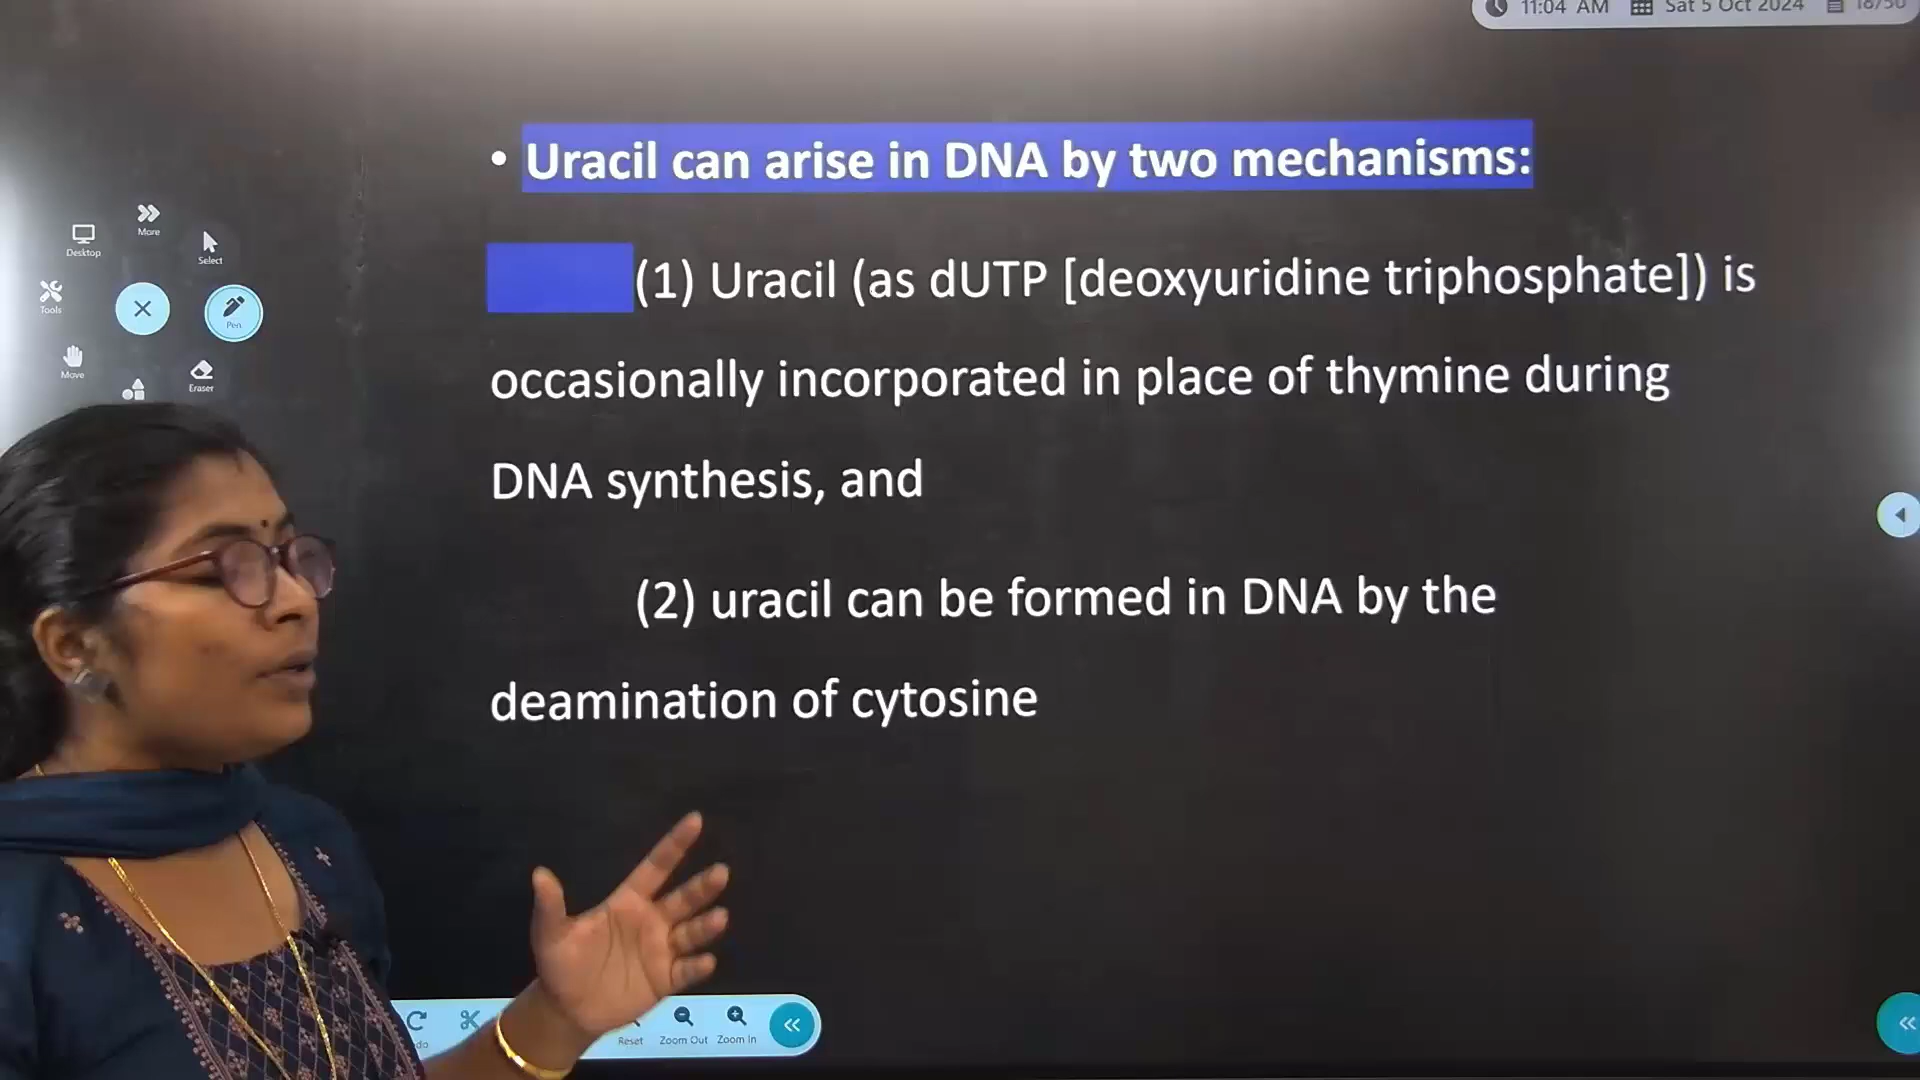 11:04 AM Sat 5 Oct 2024 18/50
• Uracil can arise in DNA by two mechanisms:
(1) Uracil (as dUTP [deoxyuridine triphosphate]) is
occasionally incorporated in place of thymine during
DNA synthesis, and
(2) uracil can be formed in DNA by the
deamination of cytosine
More
Desktop
Select
Tools
Pen
Move
Eraser
Reset Zoom Out Zoom In